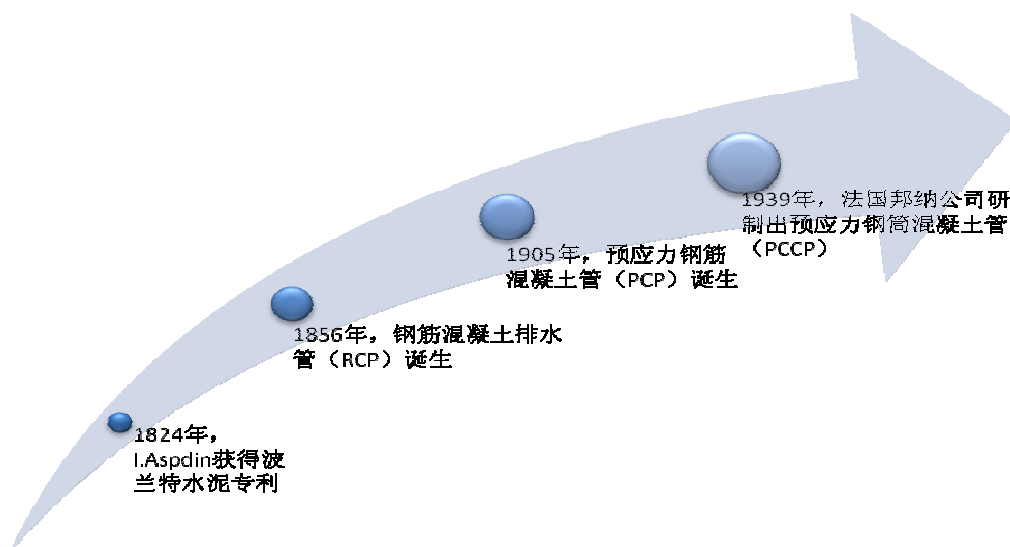 1824年，
I.Aspdin获得波
兰特水泥专利
1856年，钢筋混凝土排水
管（RCP）诞生
1905年，预应力钢筋
混凝土管（PCP）诞生
1939年，法国邦纳公司研
制出预应力钢筒混凝土管
（PCCP）